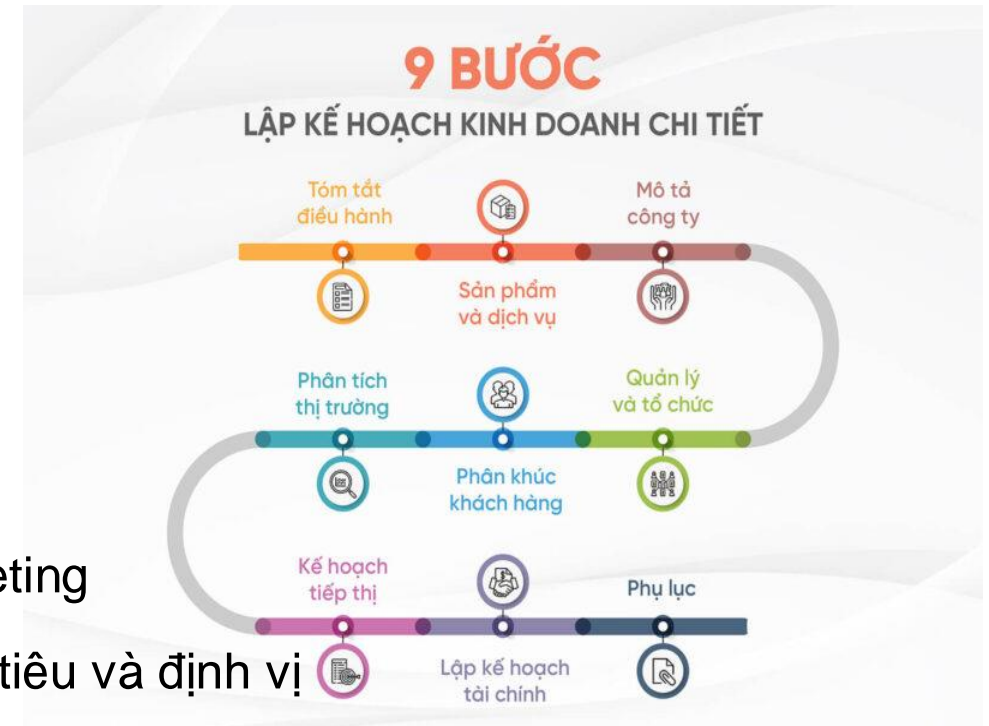 9 BƯỚC
LẬP KẾ HOẠCH KINH DOANH CHI TIẾT
Tóm tắt
điều hành
Sản phẩm
và dịch vụ
Mô tả
công ty
Phân tích
thị trường
Phân khúc
khách hàng
Quản lý
và tổ chức
Kế hoạch
tiếp thị
Lập kế hoạch
tài chính
Phụ lục
eting
tiêu và định vị